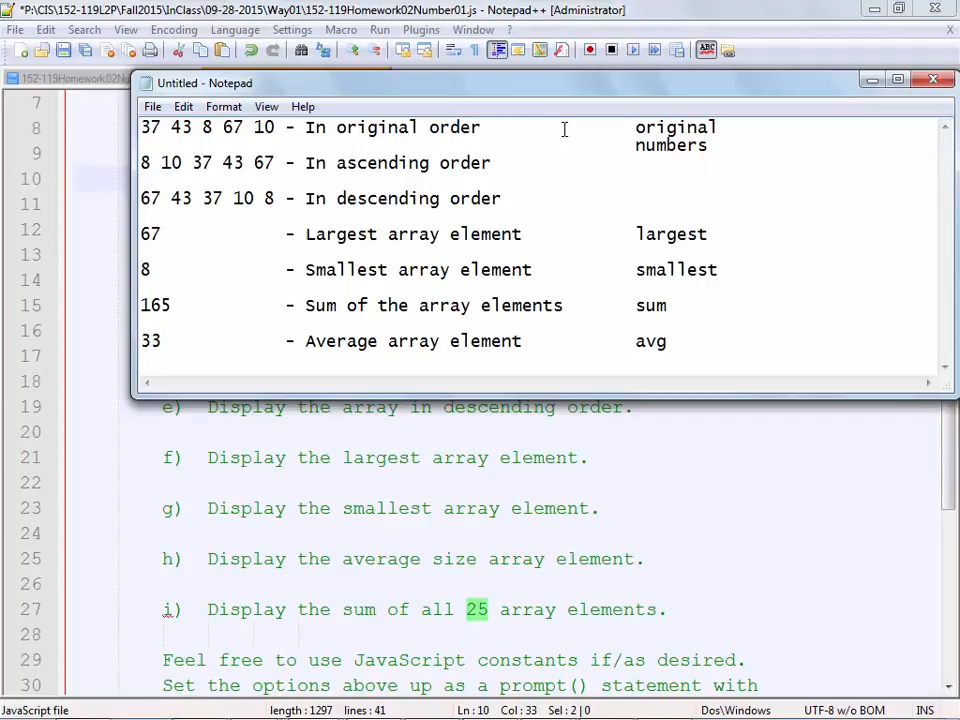 *P:\CIS\152-119L2P\Fall2015\InClass\09-28-2015\Way01\152-119Homework02Number01.js - Notepad++ [Administrator]
File Edit Search View Encoding Language Settings Macro Run Plugins Window ? X
152-119Homework02Nu
Untitled - Notepad
File Edit Format View Help
37 43 8 67 10 - In original order original
numbers
8 10 37 43 67 - In ascending order
67 43 37 10 8 - In descending order
67 - Largest array element largest
8 - Smallest array element smallest
165 - Sum of the array elements sum
33 - Average array element avg
7
8
9
10
11
12
13
14
15
16
17
18
19 e) Display the array in descending order.
20
21 f) Display the largest array element.
22
23 g) Display the smallest array element.
24
25 h) Display the average size array element.
26
27 i) Display the sum of all 25 array elements.
28
29 Feel free to use JavaScript constants if/as desired.
30 Set the options above up as a prompt() statement with
JavaScript file length : 1297 lines : 41 Ln : 10 Col : 33 Sel : 2 | 0 Dos\Windows UTF-8 w/o BOM INS